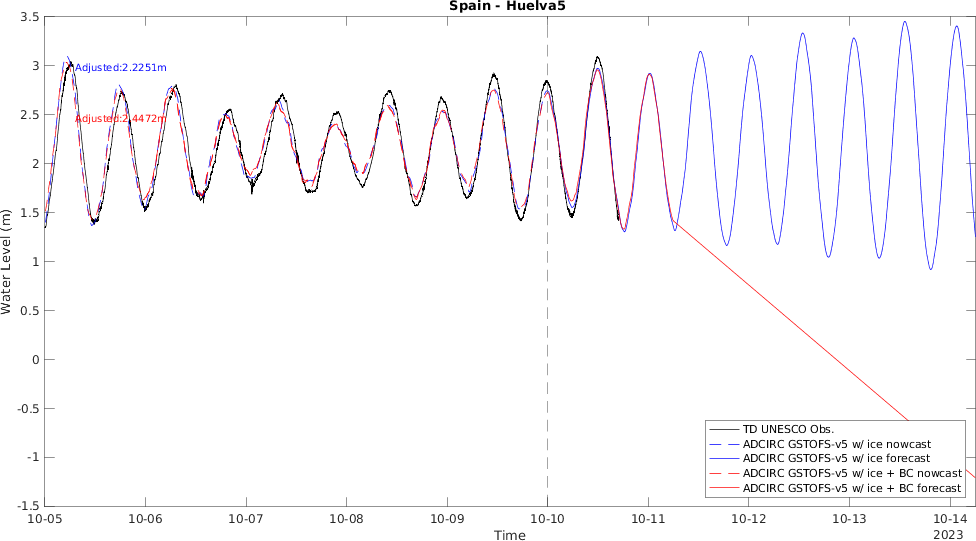 Spain - Huelva5
3.5
3
2.5
2
1.5
1
0.5
0
-0.5
-1
-1.5
Water Level (m)
Adjusted:2.2251m
Adjusted:2.4472m
TD UNESCO Obs.
ADCIRC GSTOFS-v5 w/ ice nowcast
ADCIRC GSTOFS-v5 w/ ice forecast
ADCIRC GSTOFS-v5 w/ ice + BC nowcast
ADCIRC GSTOFS-v5 w/ ice + BC forecast
10-05 10-06 10-07 10-08 10-09 10-10 10-11 10-12 10-13 10-14
Time
2023